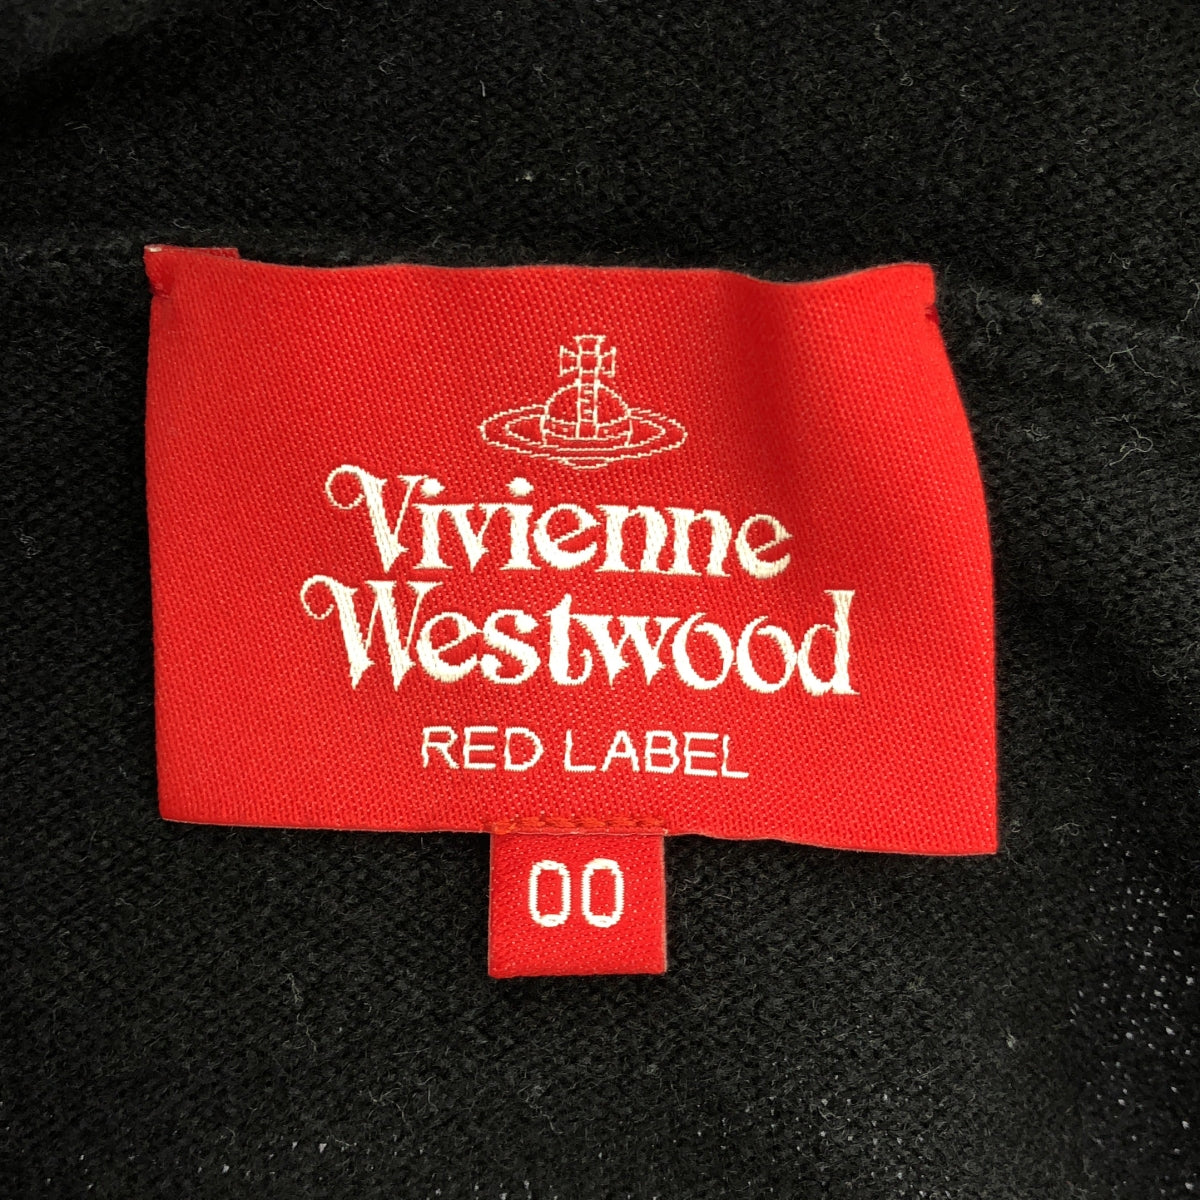 Vivienne
Westwood
RED LABEL
00